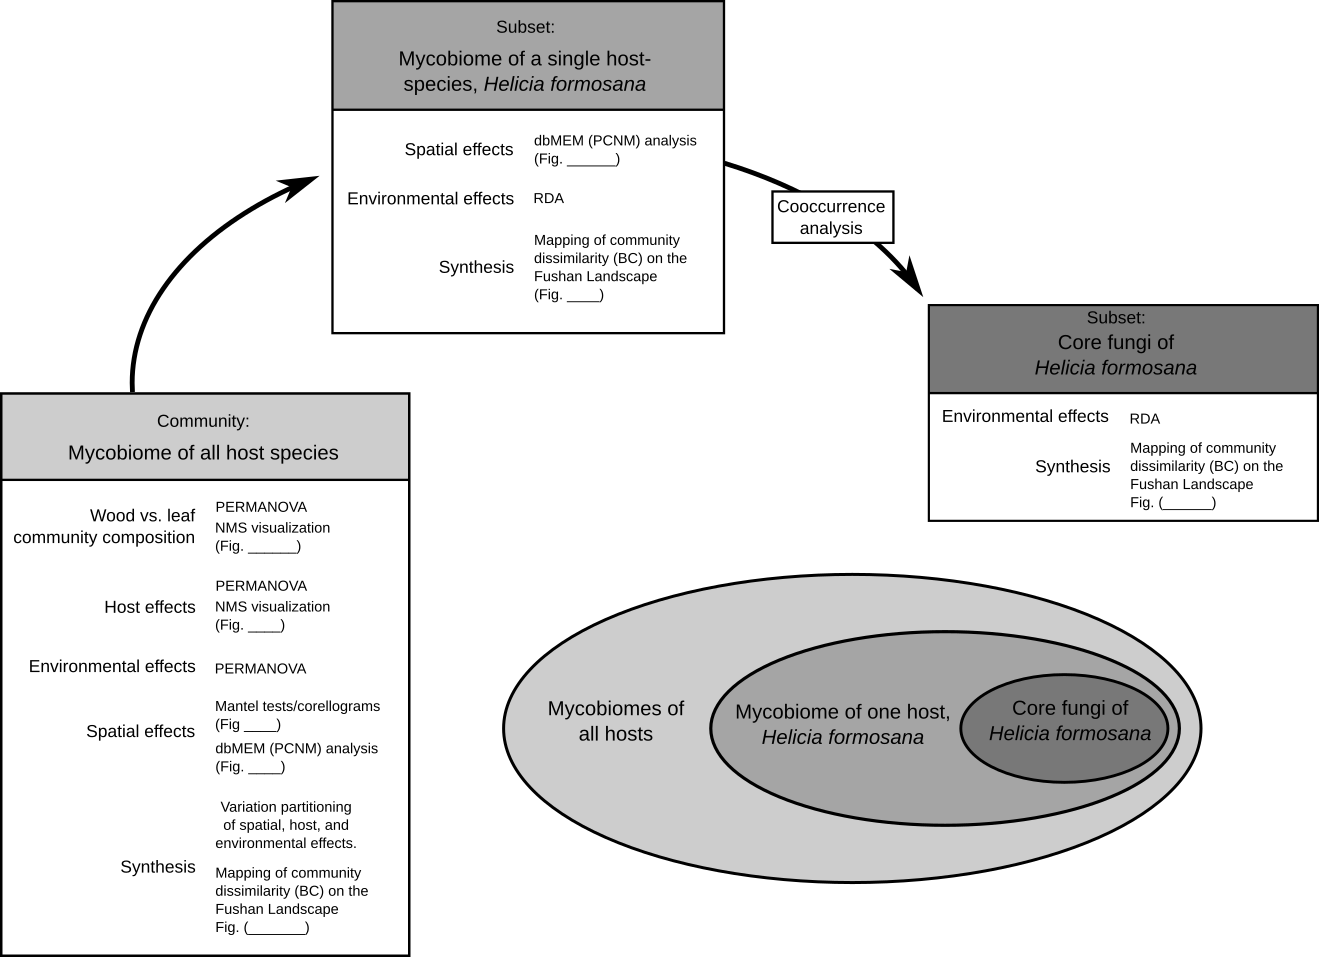 Subset:
Mycobiome of a single host-
species, Helicia formosana
Spatial effects
dbMEM (PCNM) analysis
(Fig. ______)
Environmental effects
RDA
Synthesis
Mapping of community
dissimilarity (BC) on the
Fushan Landscape
(Fig. ____)
Cooccurrence
analysis
Subset:
Core fungi of
Helicia formosana
Environmental effects
RDA
Synthesis
Mapping of community
dissimilarity (BC) on the
Fushan Landscape
Fig. (______)
Community:
Mycobiome of all host species
Wood vs. leaf
community composition
PERMANOVA
NMS visualization
(Fig. ______)
Host effects
PERMANOVA
NMS visualization
(Fig. ____)
Environmental effects
PERMANOVA
Spatial effects
Mantel tests/corellograms
(Fig ____)
dbMEM (PCNM) analysis
(Fig. ____)
Synthesis
Variation partitioning
of spatial, host, and
environmental effects.
Mapping of community
dissimilarity (BC) on the
Fushan Landscape
Fig. (_______)
Mycobiomes of
all hosts
Mycobiome of one host,
Helicia formosana
Core fungi of
Helicia formosana